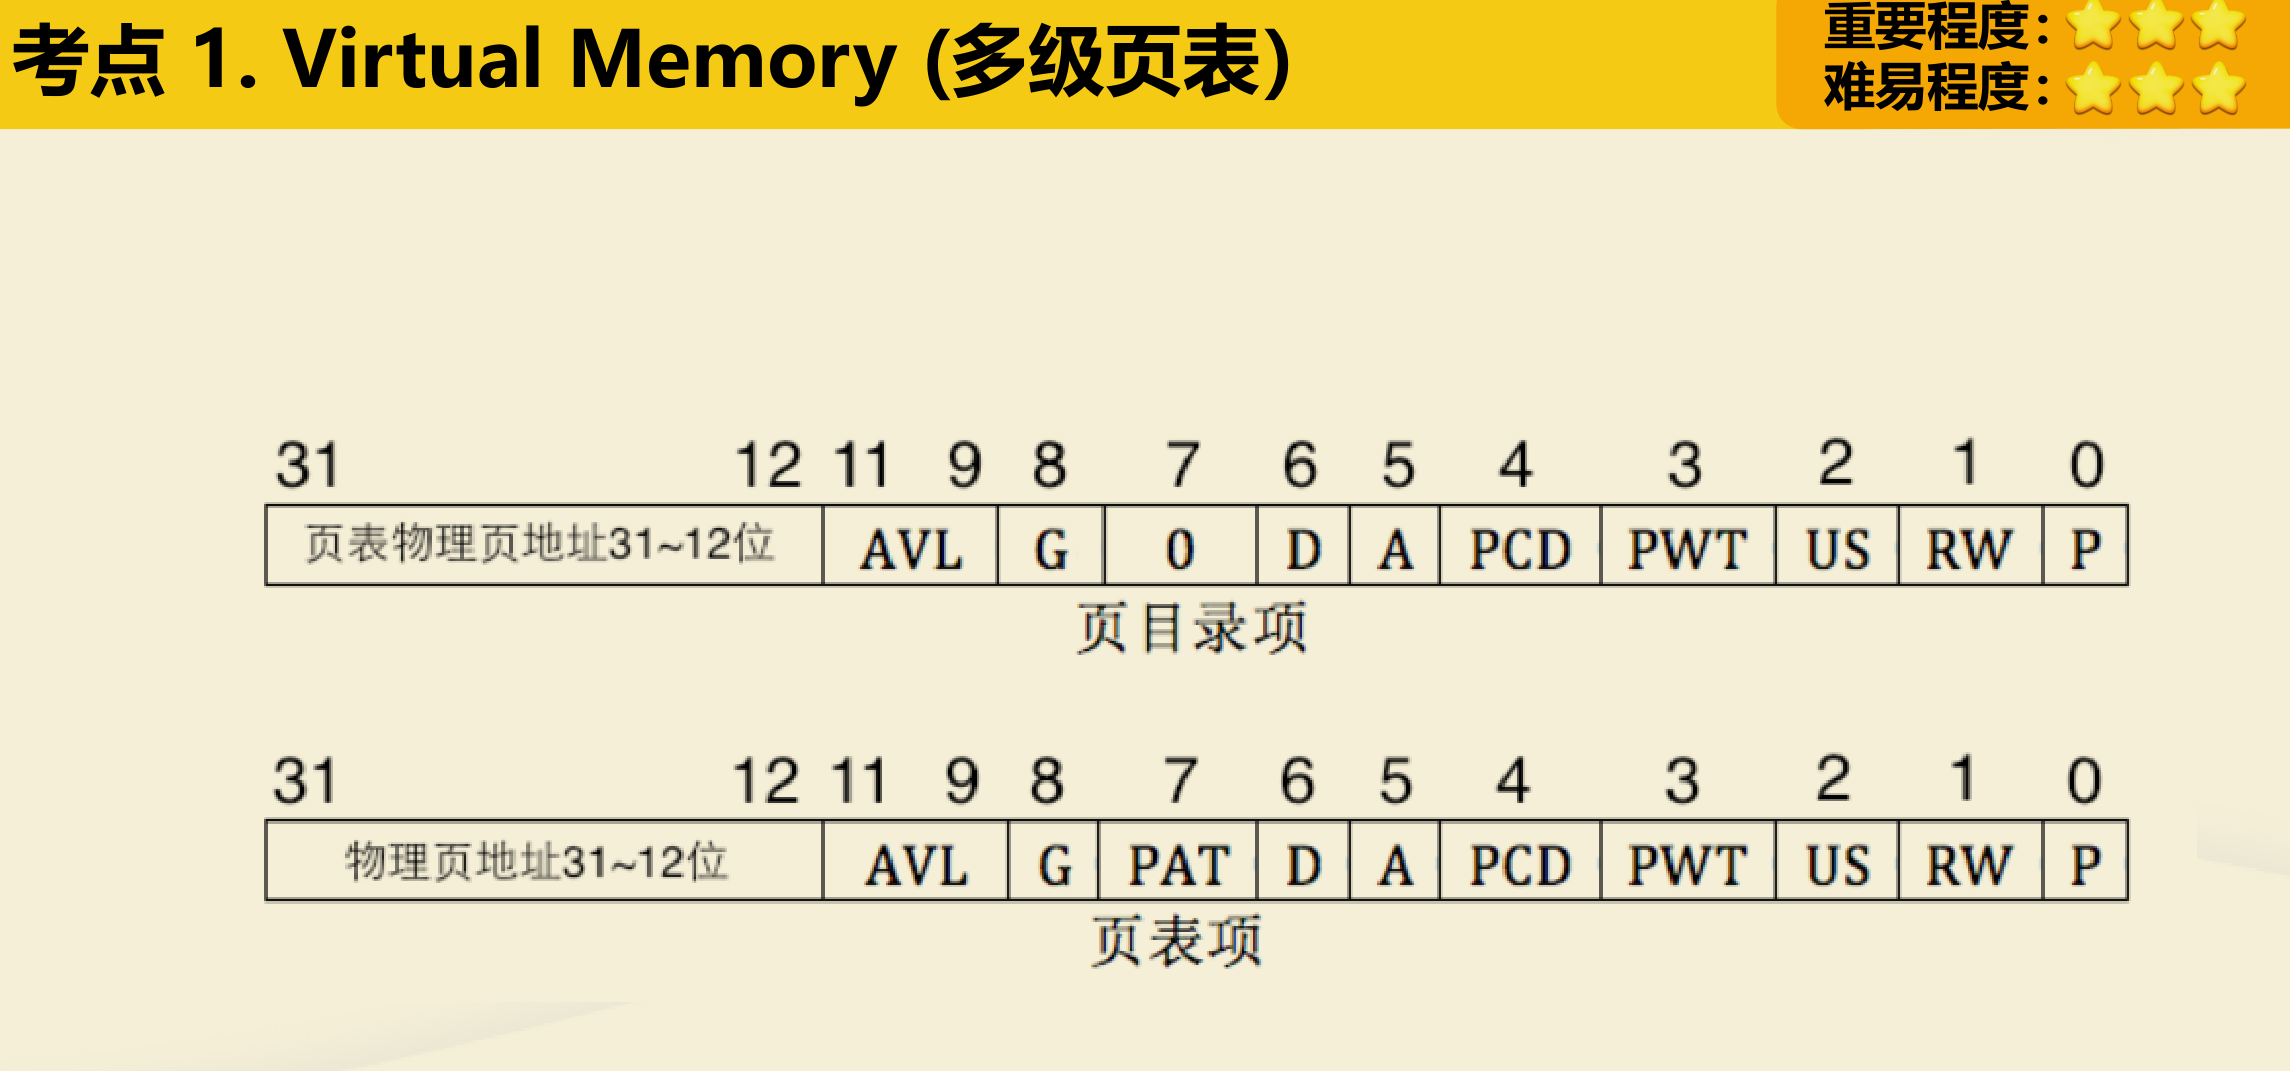 考点 1. Virtual Memory (多级页表)
重要程度：⭐⭐⭐
难易程度：⭐⭐⭐
31 12 11 9 8 7 6 5 4 3 2 1 0
页表物理页地址31~12位 AVL G 0 D A PCD PWT US RW P
页目录项
31 12 11 9 8 7 6 5 4 3 2 1 0
物理页地址31~12位 AVL G PAT D A PCD PWT US RW P
页表项